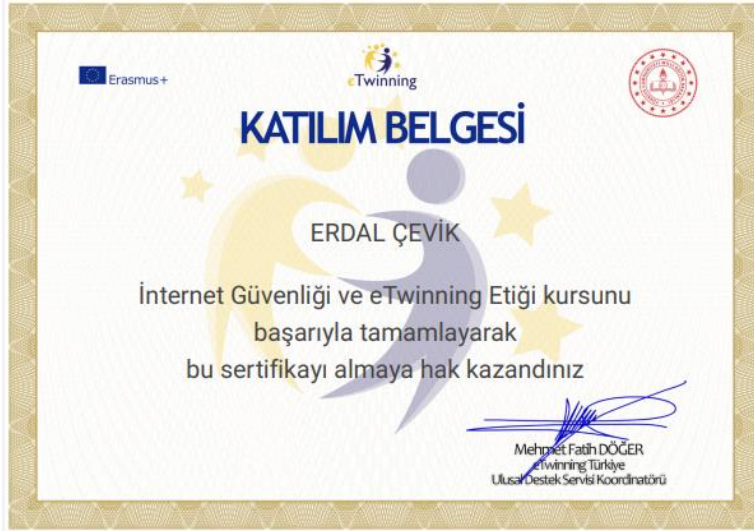 Erasmus+
eTwinning
KATILIM BELGESİ
ERDAL ÇEVİK
İnternet Güvenliği ve eTwinning Etiği kursunu
başarıyla tamamlayarak
bu sertifikayı almaya hak kazandınız
Mehmet Fatih DÖĞER
eTwinning Türkiye
Ulusal Destek Servisi Koordinatörü